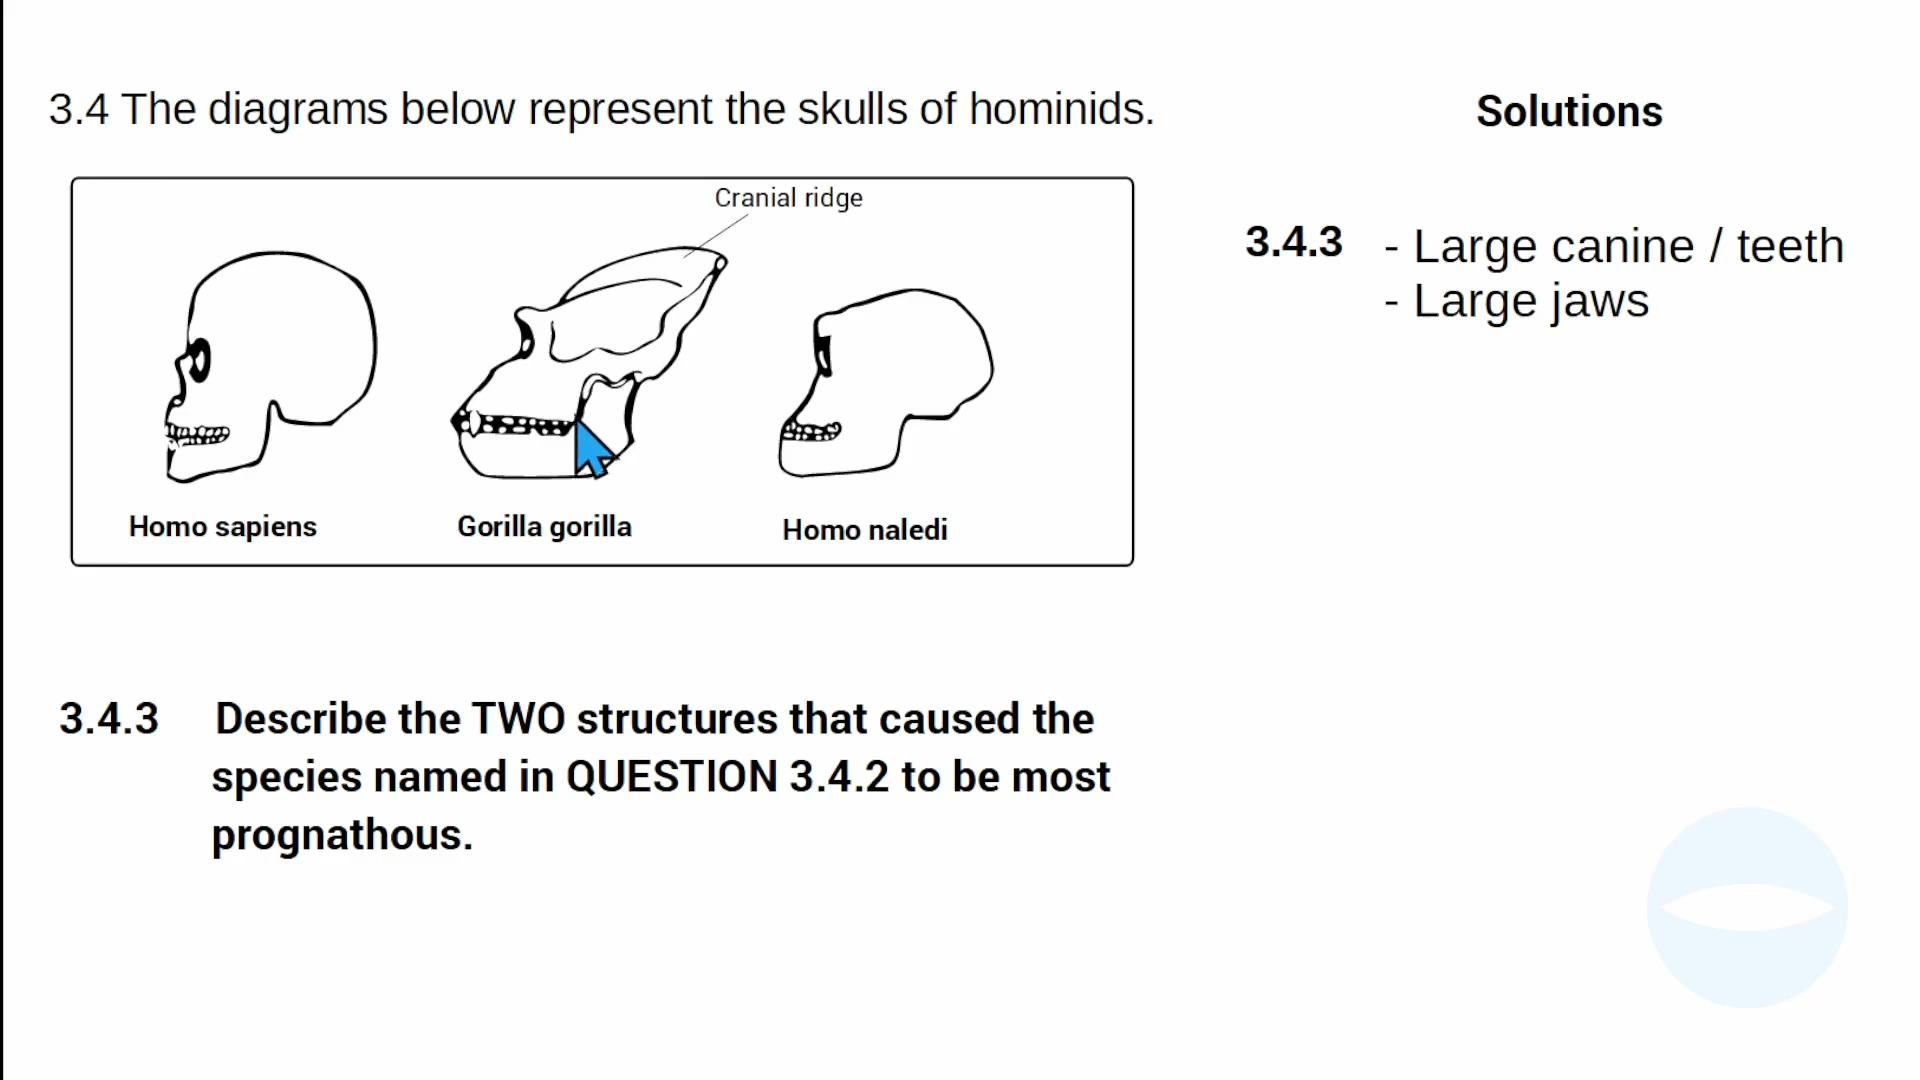 3.4 The diagrams below represent the skulls of hominids.
Cranial ridge
Homo sapiens
Gorilla gorilla
Homo naledi
3.4.3 Describe the TWO structures that caused the
species named in QUESTION 3.4.2 to be most
prognathous.
Solutions
3.4.3 - Large canine / teeth
- Large jaws